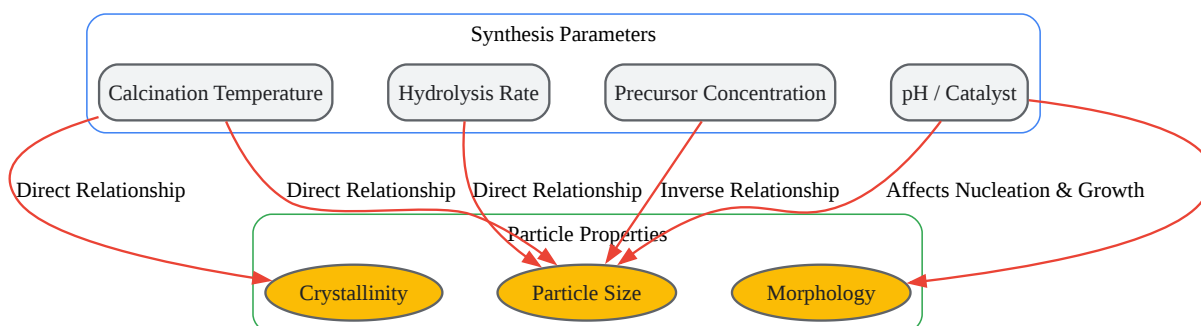 Synthesis Parameters
Calcination Temperature
Hydrolysis Rate
Precursor Concentration
pH / Catalyst
Direct Relationship
Direct Relationship
Direct Relationship
Inverse Relationship
Affects Nucleation & Growth
Particle Properties
Crystallinity
Particle Size
Morphology